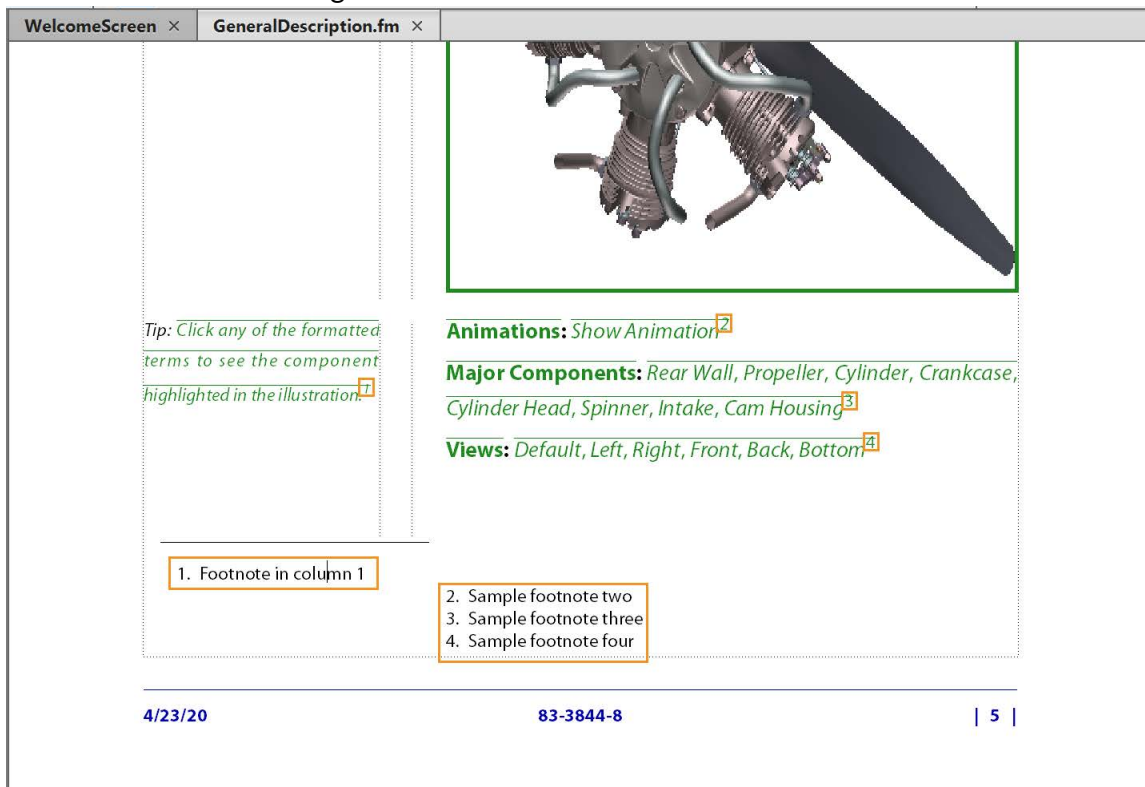 WelcomeScreen ×
GeneralDescription.fm ×
Tip: Click any of the formatted
terms to see the component
highlighted in the illustration.1
Animations: Show Animation2
Major Components: Rear Wall, Propeller, Cylinder, Crankcase,
Cylinder Head, Spinner, Intake, Cam Housing3
Views: Default, Left, Right, Front, Back, Bottom4
1. Footnote in column 1
2. Sample footnote two
3. Sample footnote three
4. Sample footnote four
4/23/20
83-3844-8
| 5 |